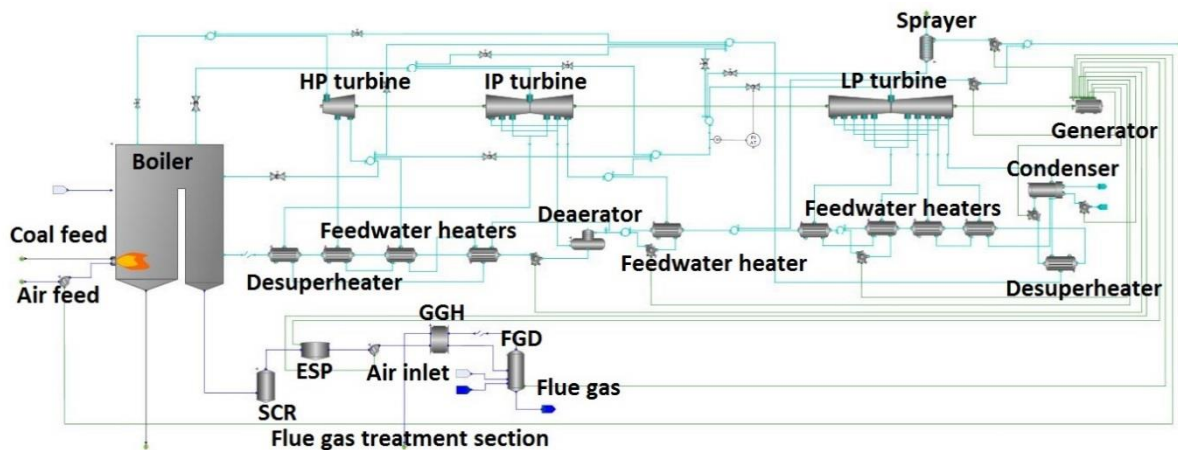 Sprayer
HP turbine
IP turbine
LP turbine
Generator
Boiler
Condenser
Coal feed
Deaerator
Feedwater heaters
Feedwater heaters
Air feed
Desuperheater
Feedwater heater
Desuperheater
GGH
FGD
ESP
Air inlet
Flue gas
SCR
Flue gas treatment section